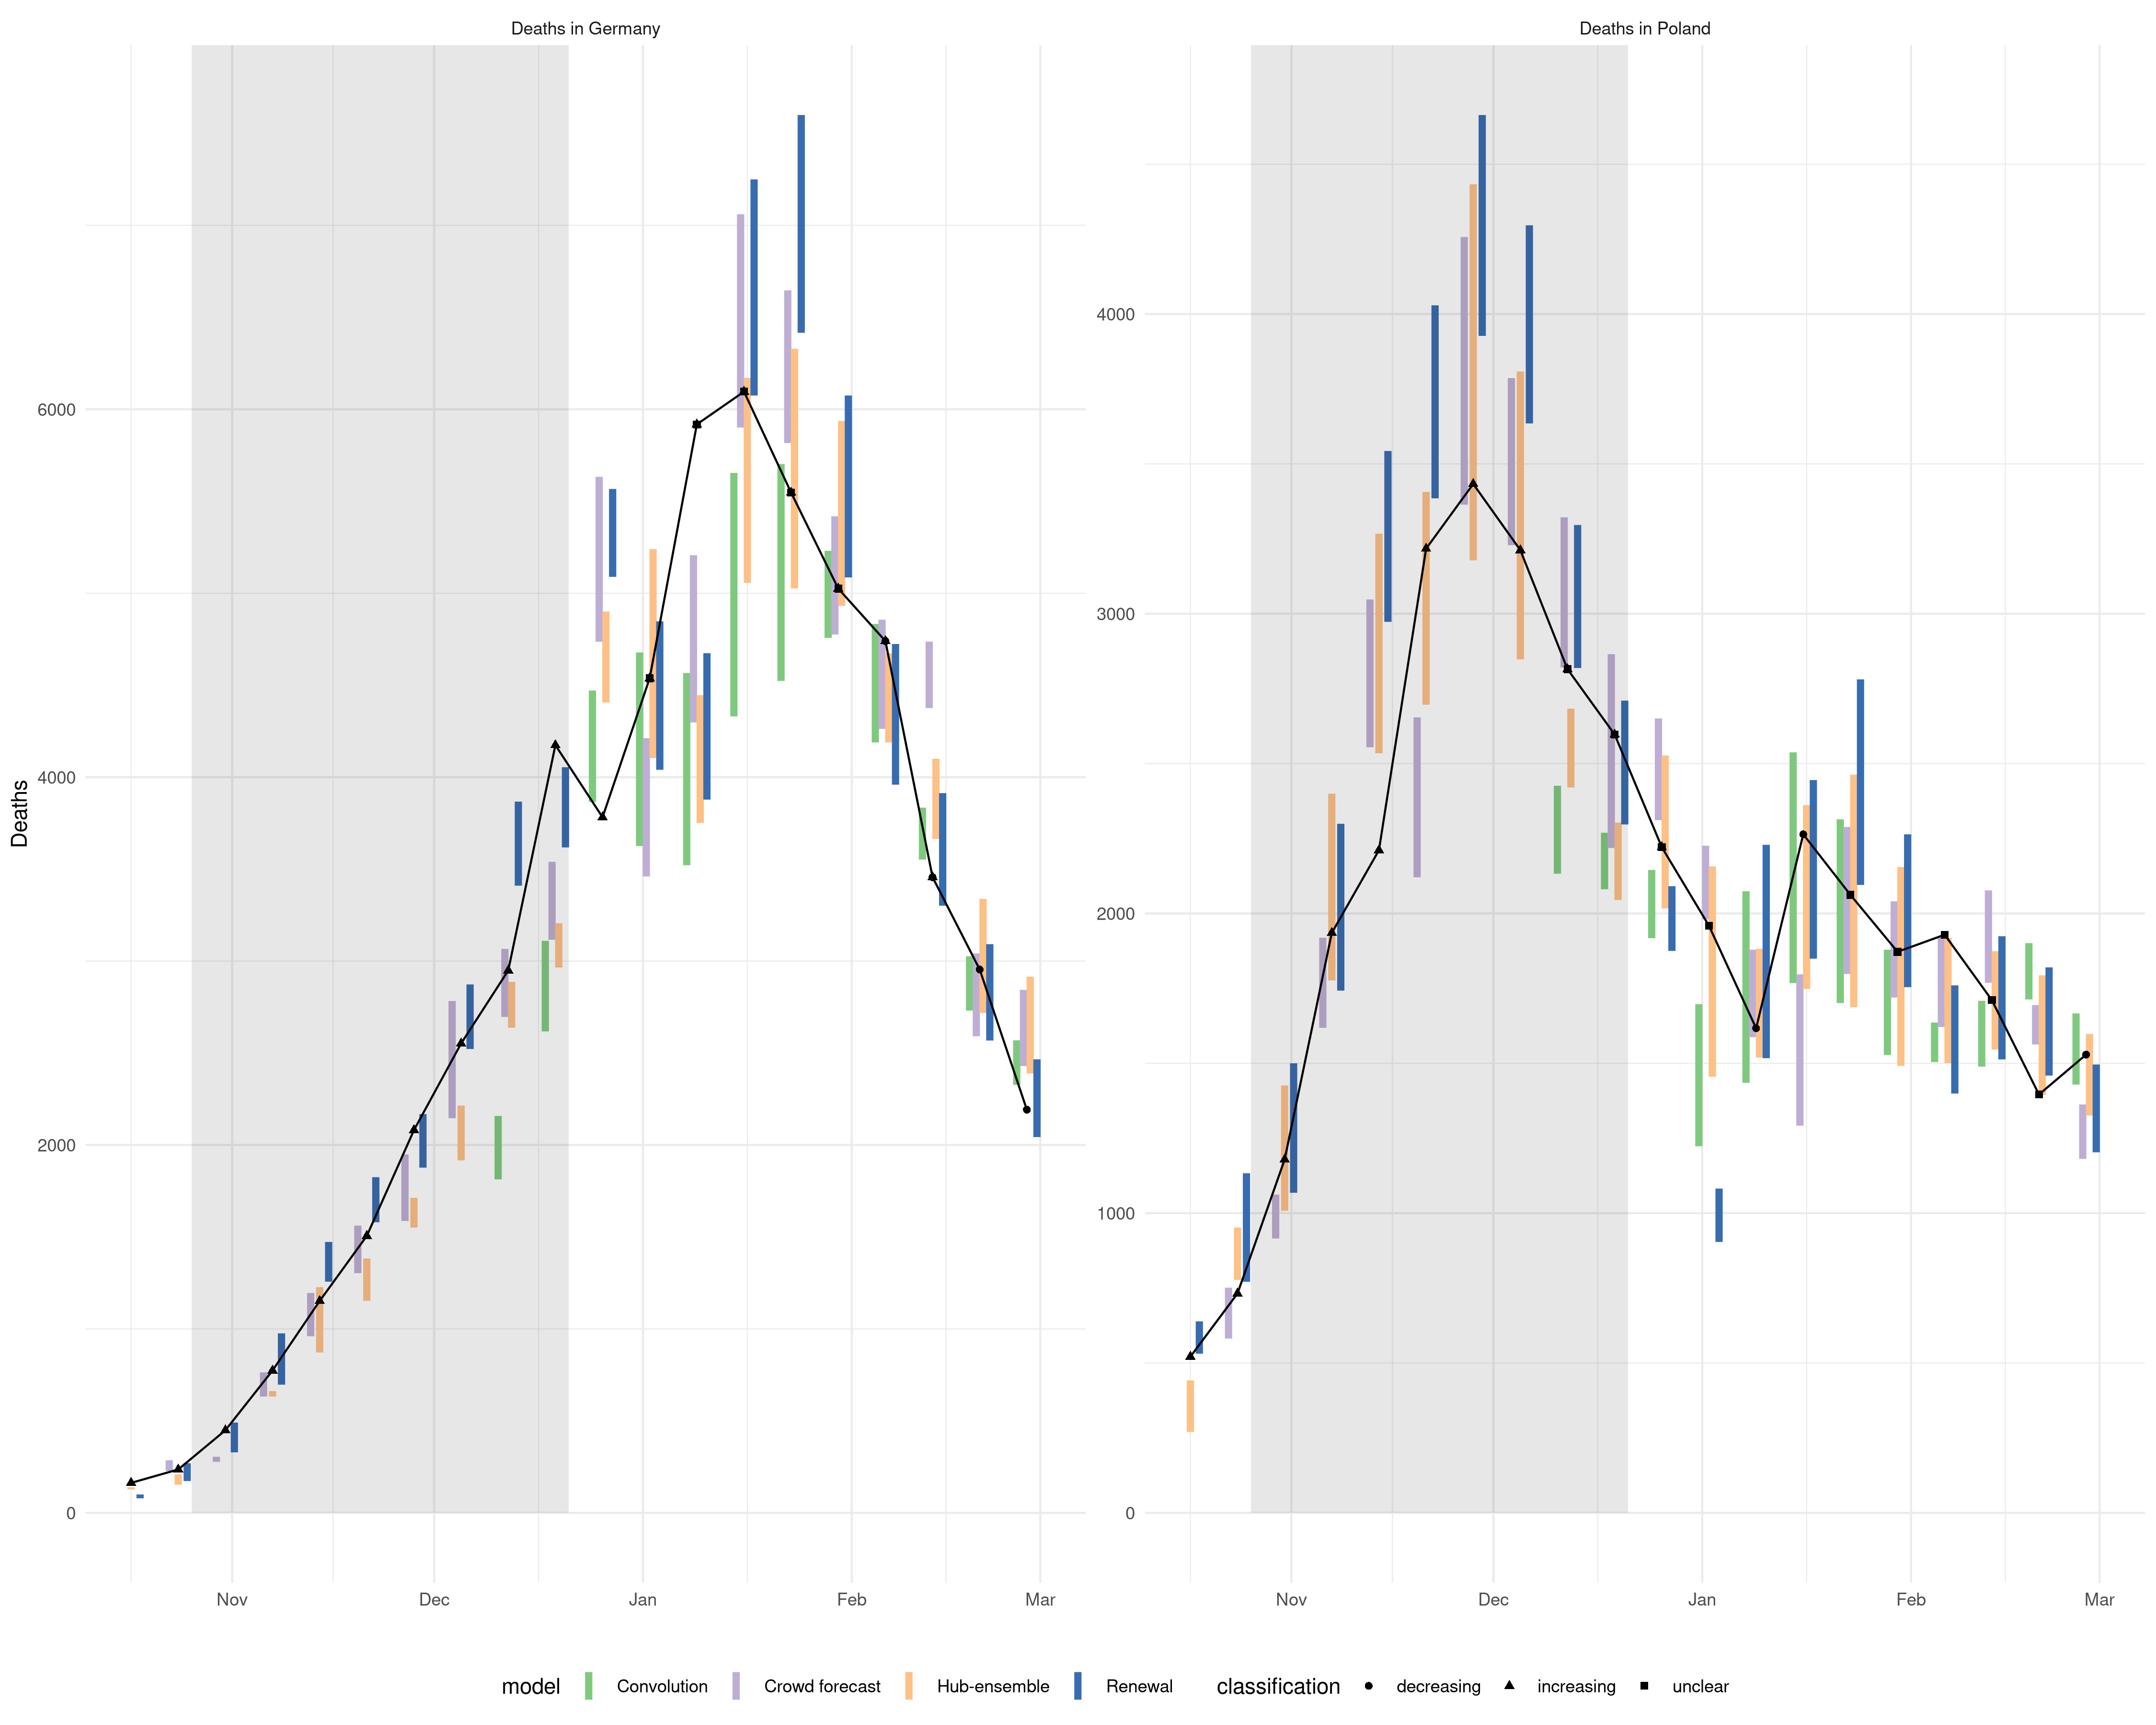 Deaths in Germany
Deaths in Poland
Deaths
6000
4000
2000
0
4000
3000
2000
1000
0
Nov Dec Jan Feb Mar
Nov Dec Jan Feb Mar
model Convolution Crowd forecast Hub-ensemble Renewal classification decreasing increasing unclear